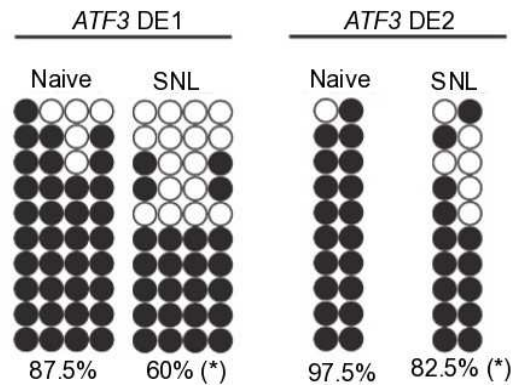 ATF3 DE1
ATF3 DE2
Naive
SNL
Naive
SNL
87.5%
60% (*)
97.5%
82.5% (*)